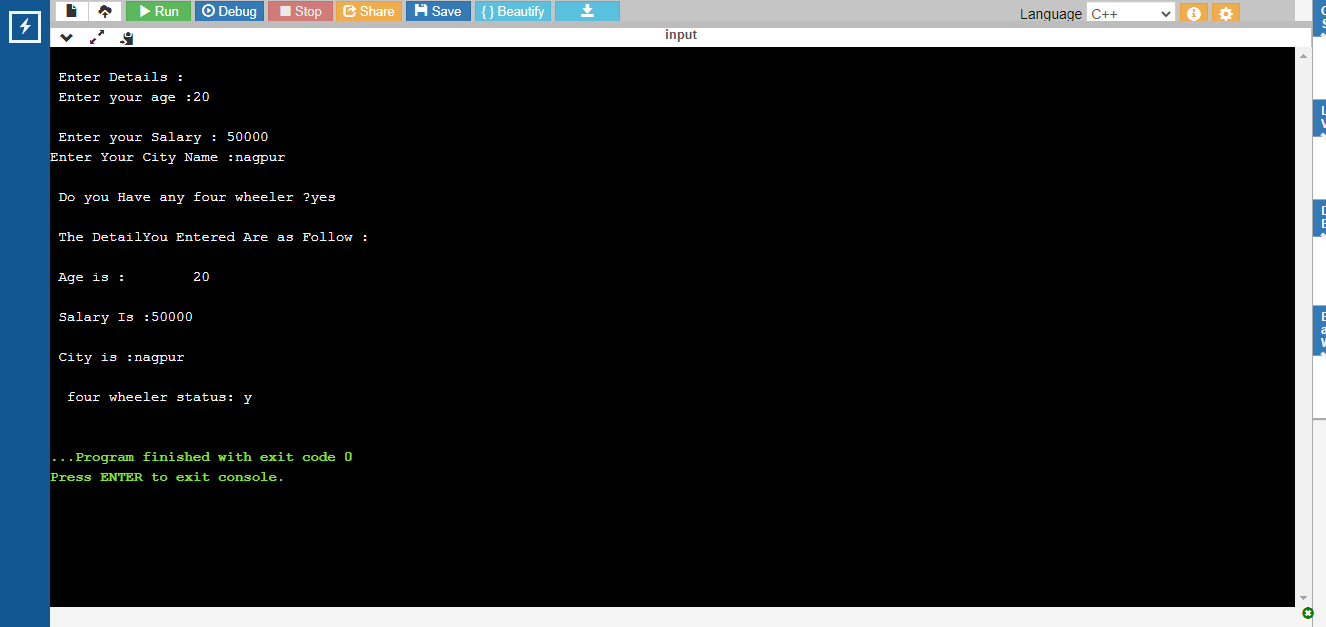 Run Debug Stop Share Save { } Beautify
Language C++
input
Enter Details :
Enter your age :20
Enter your Salary : 50000
Enter Your City Name :nagpur
Do you Have any four wheeler ?yes
The DetailYou Entered Are as Follow :
Age is :        20
Salary Is :50000
City is :nagpur
four wheeler status: y
...Program finished with exit code 0
Press ENTER to exit console.